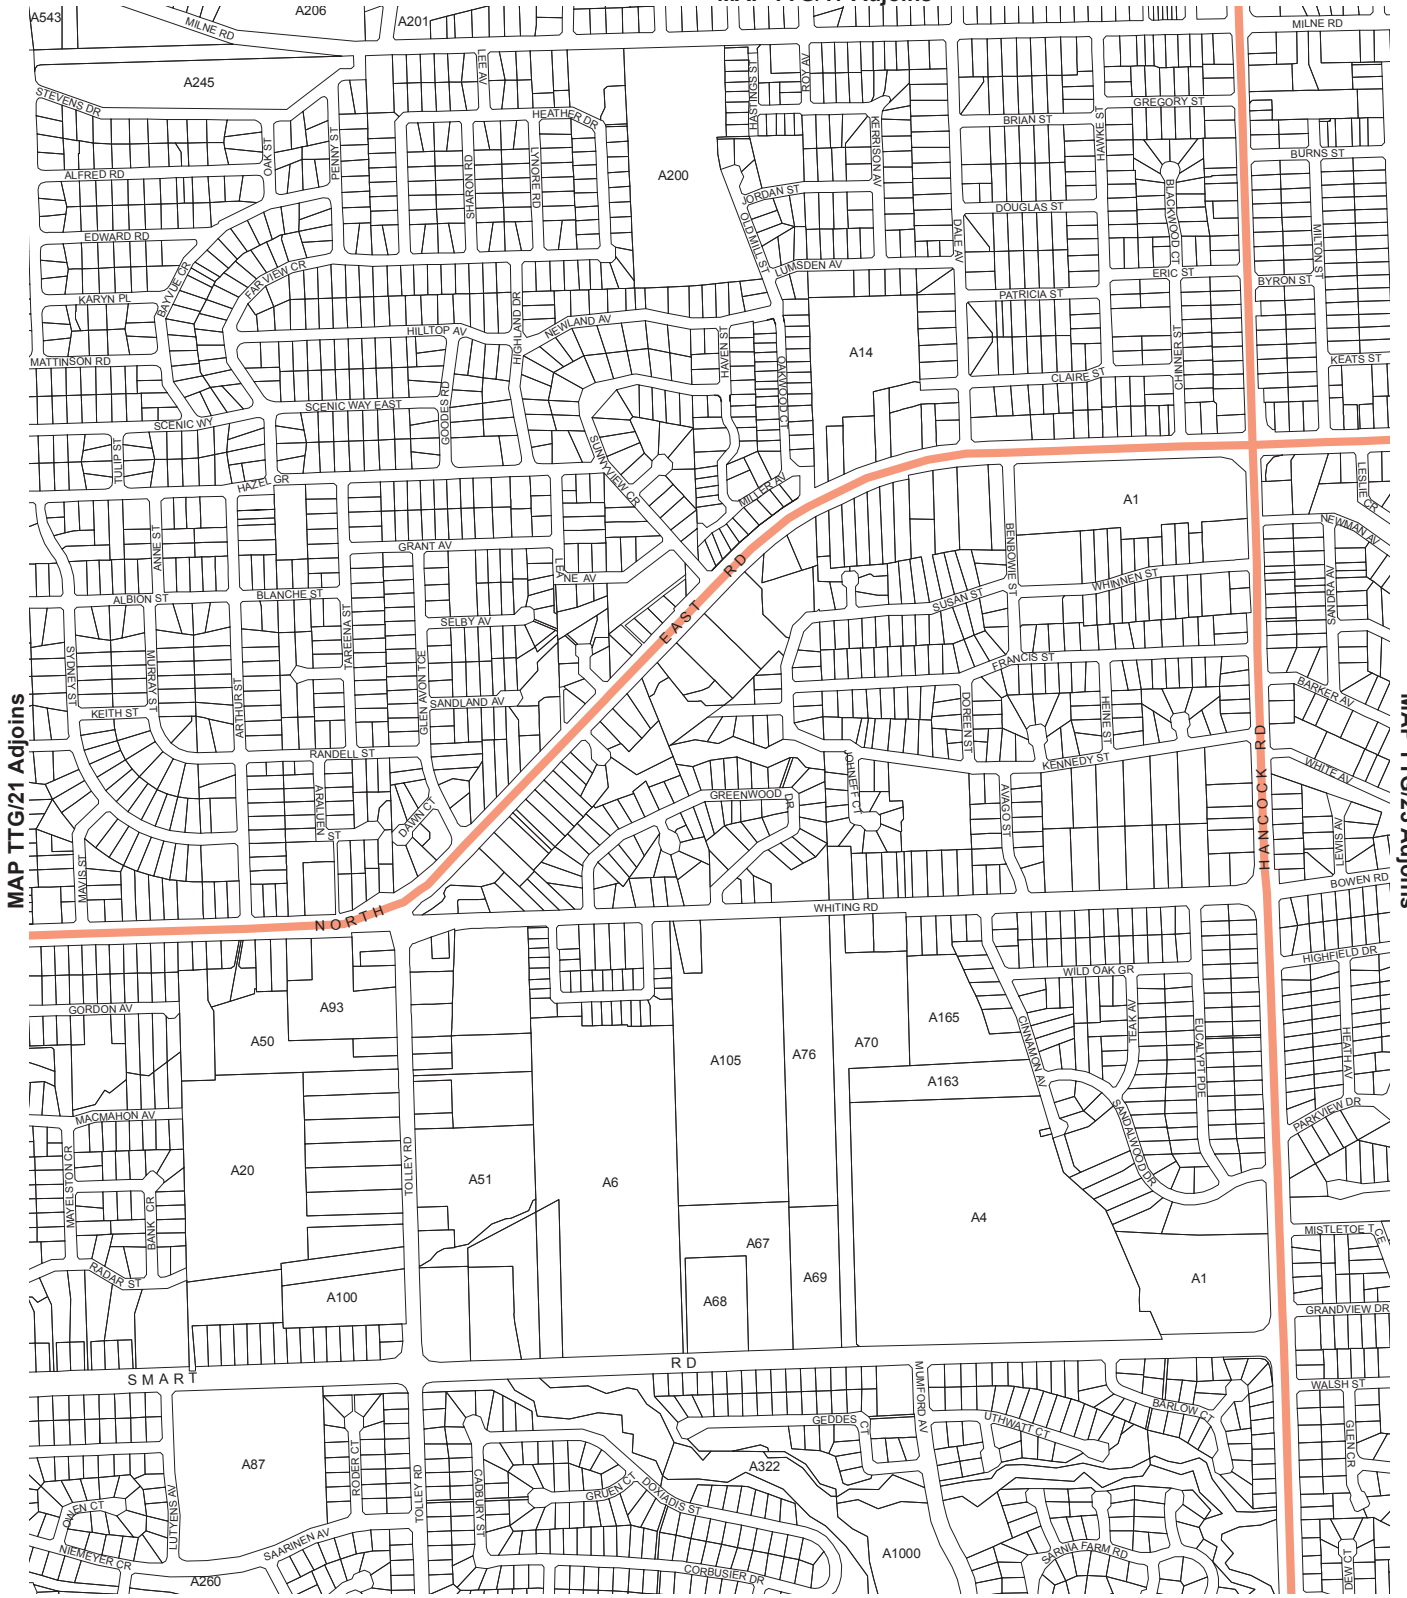 A543
A206
A201
MILNE RD
MILNE RD
A245
STEVENS DR
LEE AV
HEATHER DR
HASTINGS ST
ROY AV
KERRISON AV
BRIAN ST
HAWKE ST
GREGORY ST
BURNS ST
OAK ST
PENNY ST
ALFRED RD
SHARON RD
LYNORE RD
A200
JORDAN ST
OLD MILL ST
DOUGLAS ST
BLACKWOOD CT
MILTON ST
DALE AV
EDWARD RD
BAYVUE CR
FAR VIEW CR
LUMSDEN AV
ERIC ST
BYRON ST
KARYN PL
PATRICIA ST
HILLTOP AV
HIGHLAND DR
NEWLAND AV
HAVEN ST
OAKWOOD CT
A14
CHINNER ST
KEATS ST
MATTINSON RD
CLAIRE ST
SCENIC WAY EAST
GOODES RD
SCENIC WY
TULIP ST
SUNNYVIEW CR
HAZEL GR
MILLER AV
A1
LESLIE CR
NEWMAN AV
ANNE ST
GRANT AV
LEA
NE AV
BENBOWIE ST
WHINNEN ST
SANDRA AV
ALBION ST
BLANCHE ST
TAREENA ST
SELBY AV
EAST RD
SUSAN ST
SYDNEY ST
MURRAY ST
ARTHUR ST
GLEN AVON TCE
SANDLAND AV
FRANCIS ST
BARKER AV
KEITH ST
DOREEN ST
HEINE ST
MAP TTG/21 Adjoins
RANDELL ST
JOHNEFF CT
KENNEDY ST
HANCOCK RD
WHITE AV
GREENWOOD
DR
ARALUEN
ST
DAWN CT
AVAGO ST
LEWIS AV
MAVIS ST
BOWEN RD
NORTH
WHITING RD
HIGHFIELD DR
GORDON AV
A93
A50
A105
A76
A70
A165
A163
WILD OAK GR
TEAK AV
CINNAMON AV
EUCALYPT PDE
HEATH AV
MACMAHON AV
SANDALWOOD DR
PARKVIEW DR
MAYELSTON CR
BANK CR
A20
TOLLEY RD
A51
A6
A4
A67
MISTLETOE T
CE
RADAR ST
A100
A68
A69
A1
GRANDVIEW DR
SMART
RD
MUMFORD AV
WALSH ST
GEDDES
CT
UTHWATT CT
BARLOW CT
GLEN CR
A87
RODER CT
TOLLEY RD
CADBURY ST
GRUEN CT
DOXIADIS ST
A322
OWEN CT
LUTYENS AV
NIEMEYER CR
SAARINEN AV
A260
CORBUSIER DR
A1000
SARNIA FARM RD
DEW CT